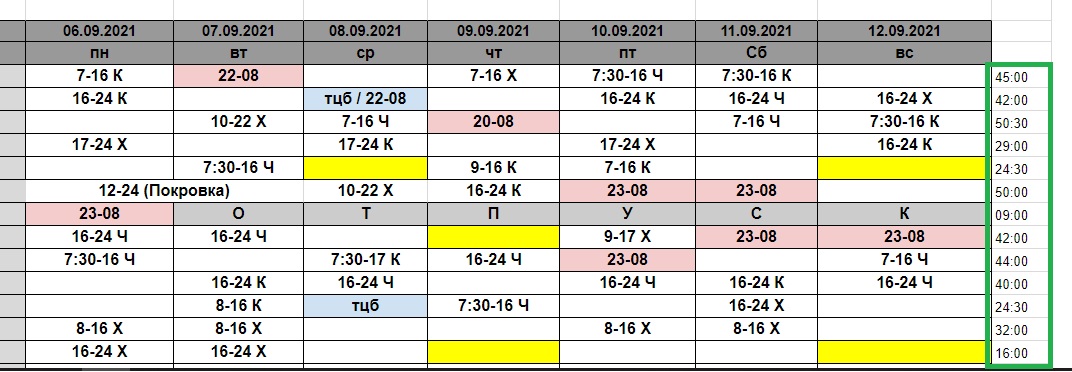 06.09.2021 07.09.2021 08.09.2021 09.09.2021 10.09.2021 11.09.2021 12.09.2021
пн вт ср чт пт Сб вс
7-16 К 22-08 7-16 Х 7:30-16 Ч 7:30-16 К 45:00
16-24 К тцб / 22-08 16-24 К 16-24 Ч 16-24 Х 42:00
10-22 Х 7-16 Ч 20-08 7-16 Ч 7:30-16 К 50:30
17-24 Х 17-24 К 17-24 Х 16-24 К 29:00
7:30-16 Ч 9-16 К 7-16 К 24:30
12-24 (Покровка) 10-22 Х 16-24 К 23-08 23-08 50:00
23-08 О Т П У С К 09:00
16-24 Ч 16-24 Ч 9-17 Х 23-08 23-08 42:00
7:30-16 Ч 7:30-17 К 16-24 Ч 23-08 7-16 Ч 44:00
16-24 К 16-24 Ч 16-24 Ч 16-24 К 16-24 Ч 40:00
8-16 К тцб 7:30-16 Ч 16-24 Х 24:30
8-16 Х 8-16 Х 8-16 Х 8-16 Х 32:00
16-24 Х 16-24 Х 16:00